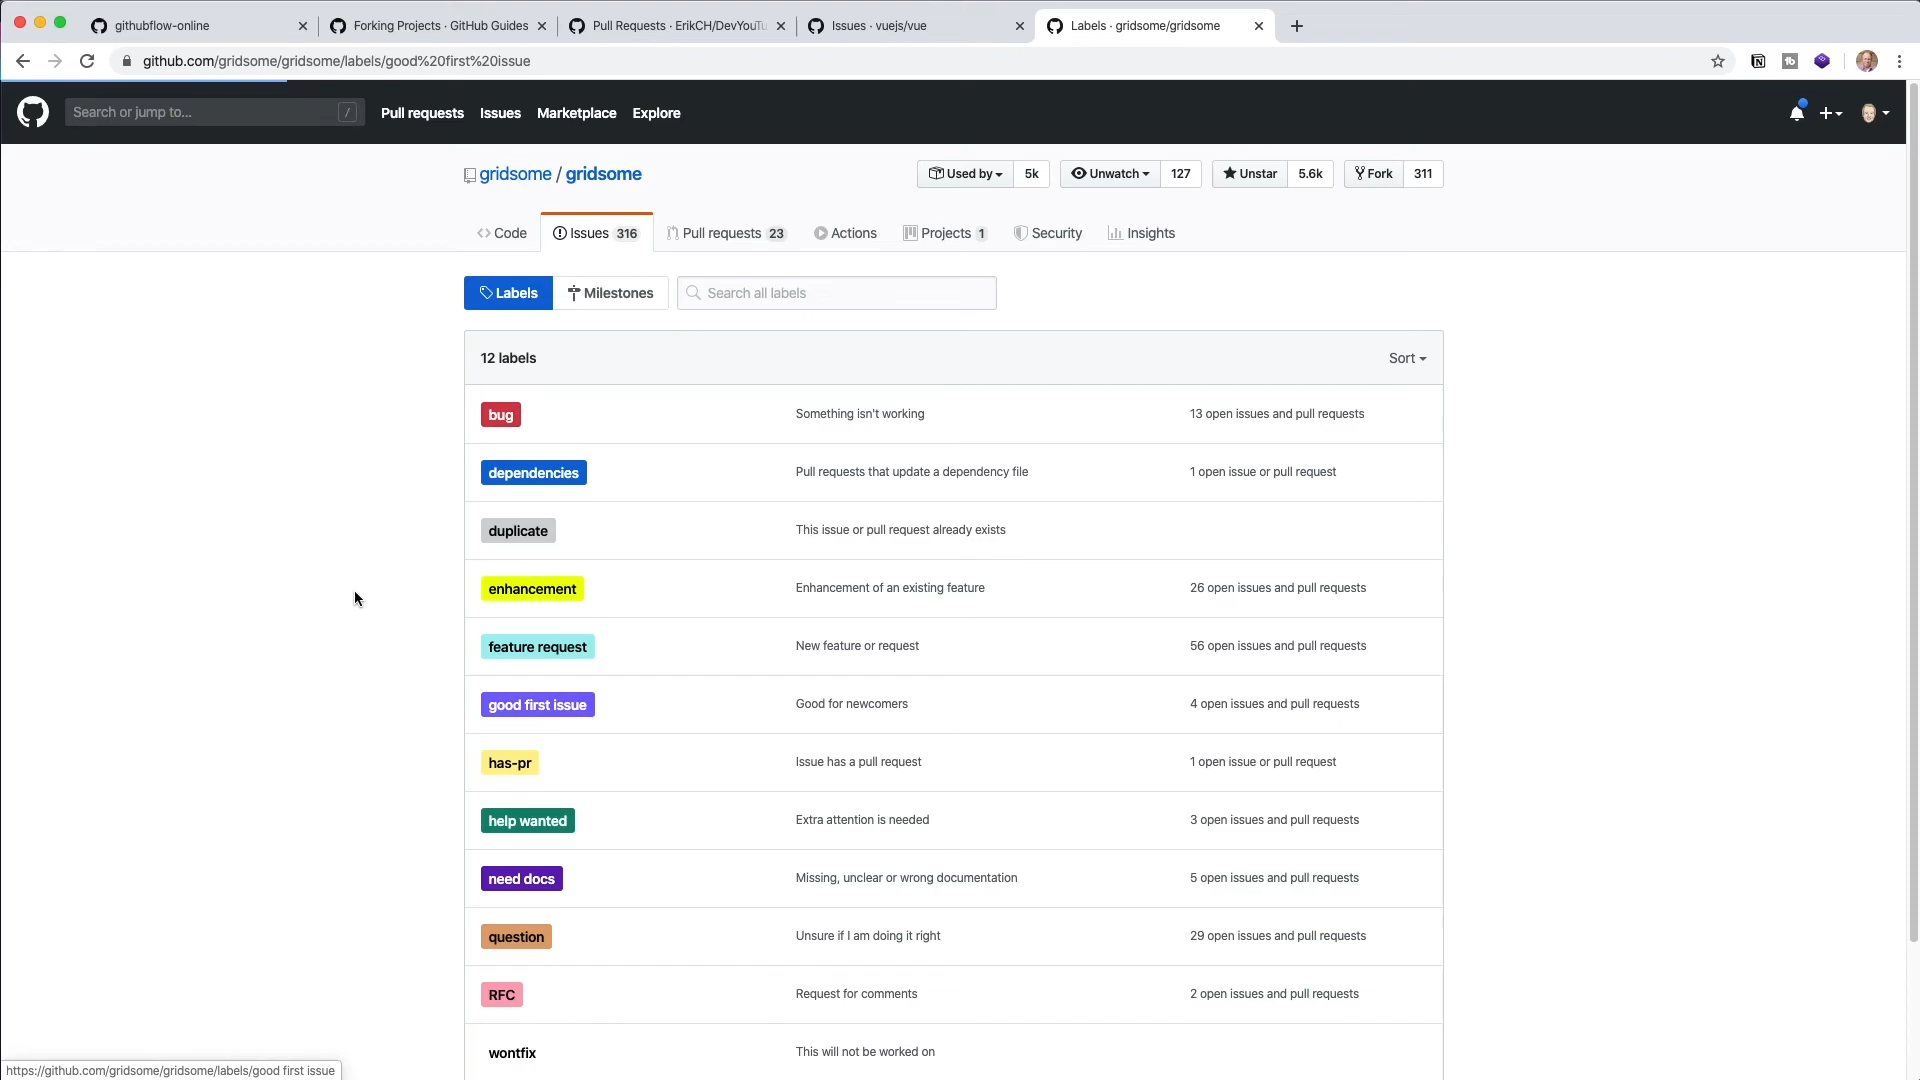 githubflow-online
Forking Projects · GitHub Guides
Pull Requests · ErikCH/DevYouTu
Issues · vuejs/vue
Labels · gridsome/gridsome
github.com/gridsome/gridsome/labels/good%20first%20issue
Search or jump to... /
Pull requests Issues Marketplace Explore
gridsome / gridsome
Used by 5k Unwatch 127 Unstar 5.6k Fork 311
Code Issues 316 Pull requests 23 Actions Projects 1 Security Insights
Labels Milestones Search all labels
12 labels Sort
bug Something isn't working 13 open issues and pull requests
dependencies Pull requests that update a dependency file 1 open issue or pull request
duplicate This issue or pull request already exists
enhancement Enhancement of an existing feature 26 open issues and pull requests
feature request New feature or request 56 open issues and pull requests
good first issue Good for newcomers 4 open issues and pull requests
has-pr Issue has a pull request 1 open issue or pull request
help wanted Extra attention is needed 3 open issues and pull requests
need docs Missing, unclear or wrong documentation 5 open issues and pull requests
question Unsure if I am doing it right 29 open issues and pull requests
RFC Request for comments 2 open issues and pull requests
wontfix This will not be worked on
https://github.com/gridsome/gridsome/labels/good first issue